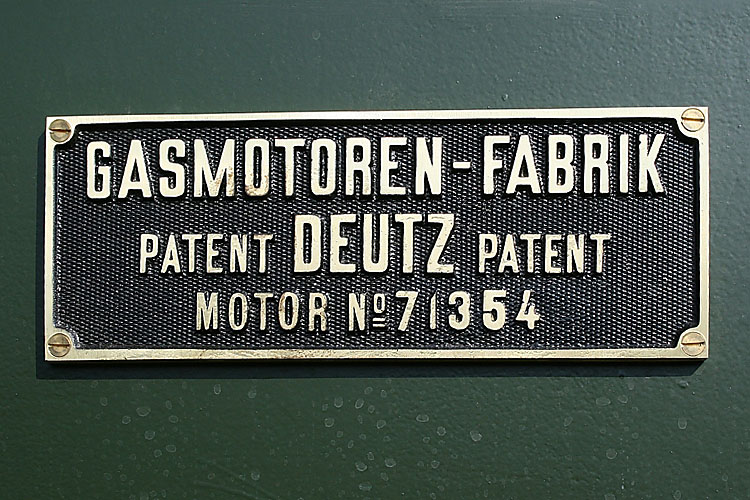 GASMOTOREN-FABRIK
PATENT DEUTZ PATENT
MOTOR Nº 71354